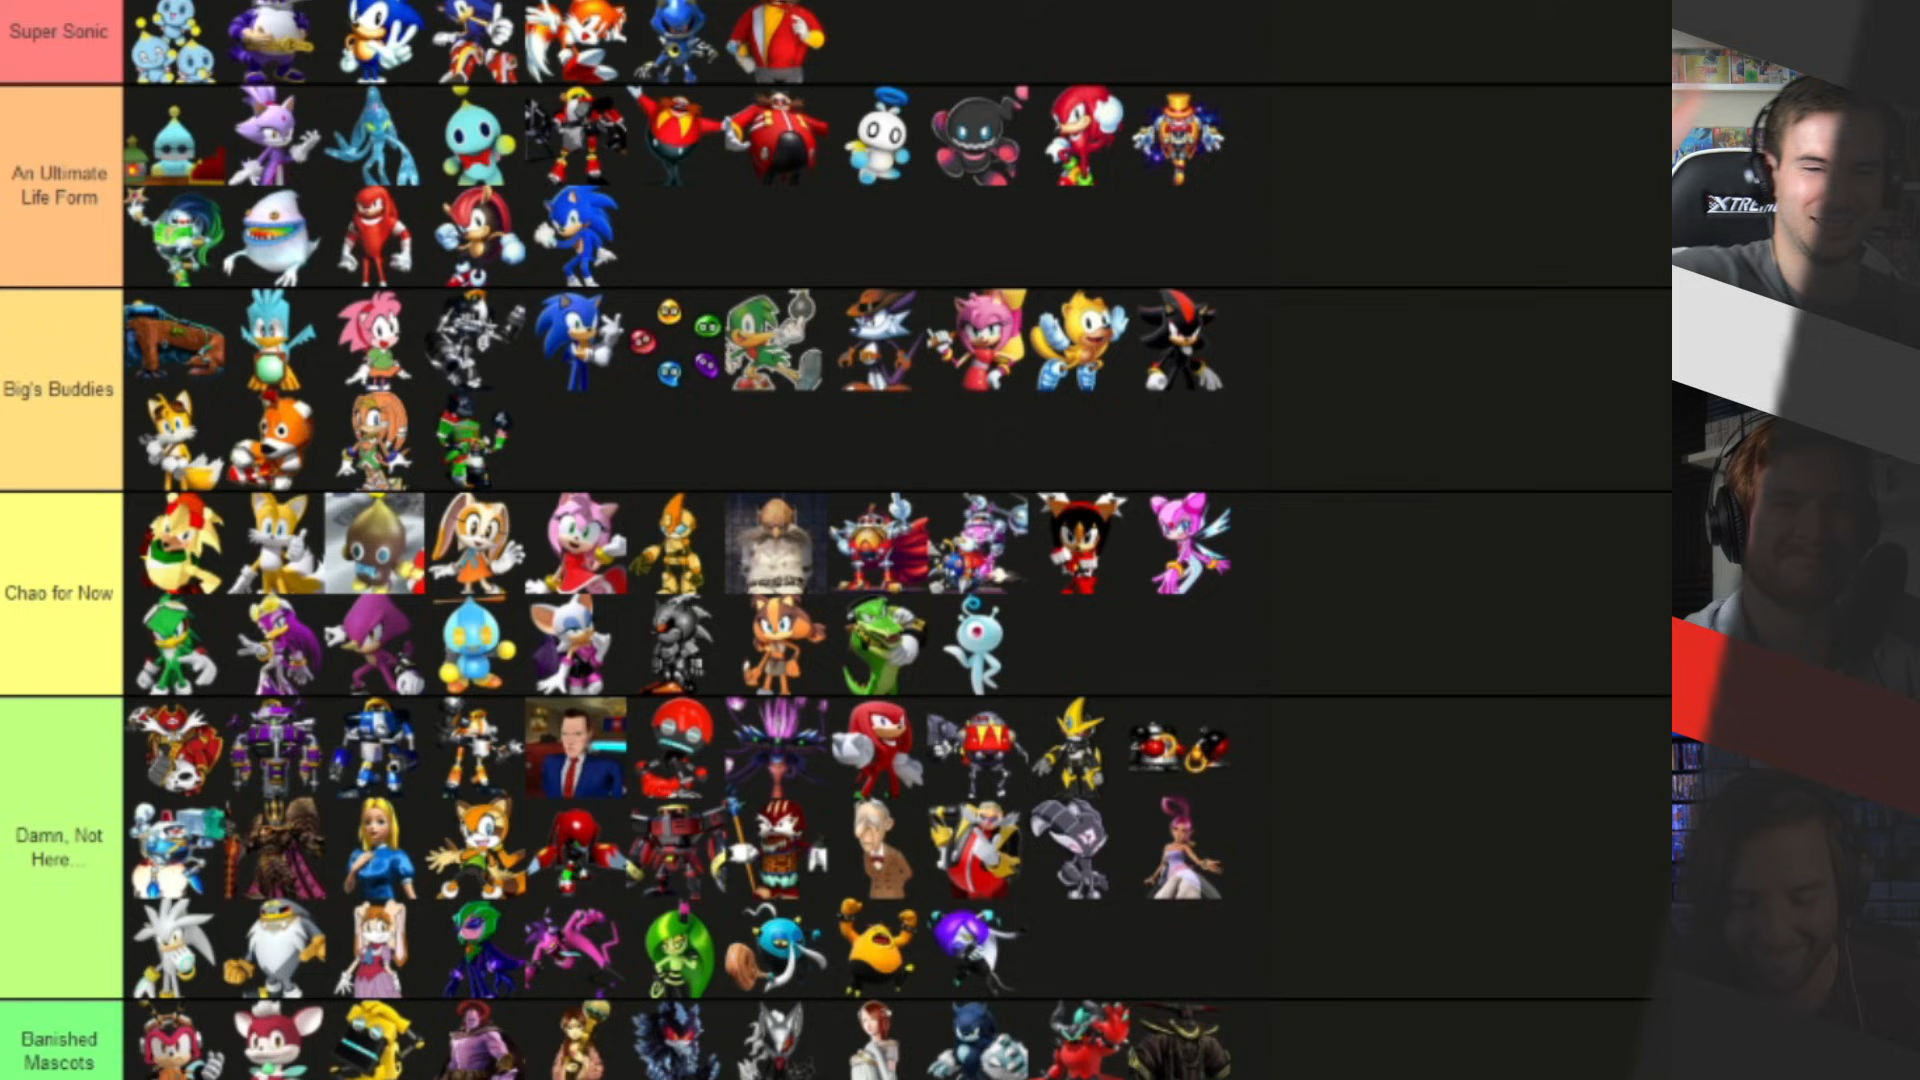 Super Sonic
An Ultimate
Life Form
Big's Buddies
Chao for Now
Damn, Not
Here...
Banished
Mascots